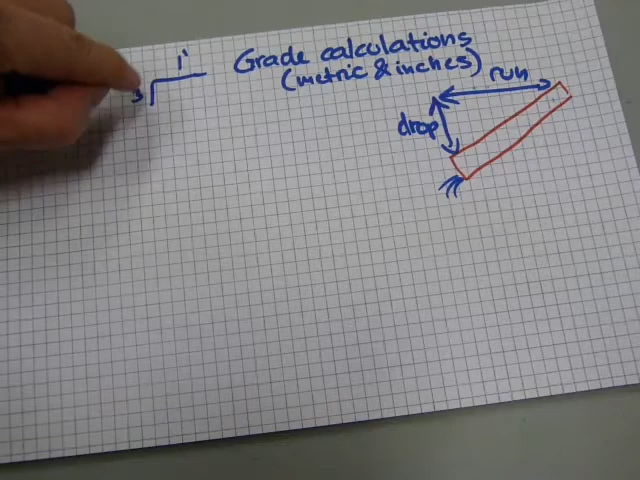 1'
Grade calculations
(metric & inches)
run
drop